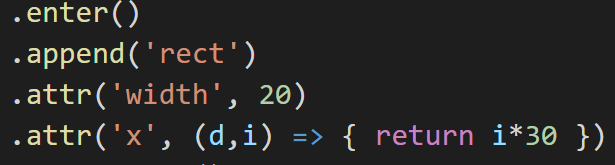 .enter()
.append('rect')
.attr('width', 20)
.attr('x', (d,i) => { return i*30 })